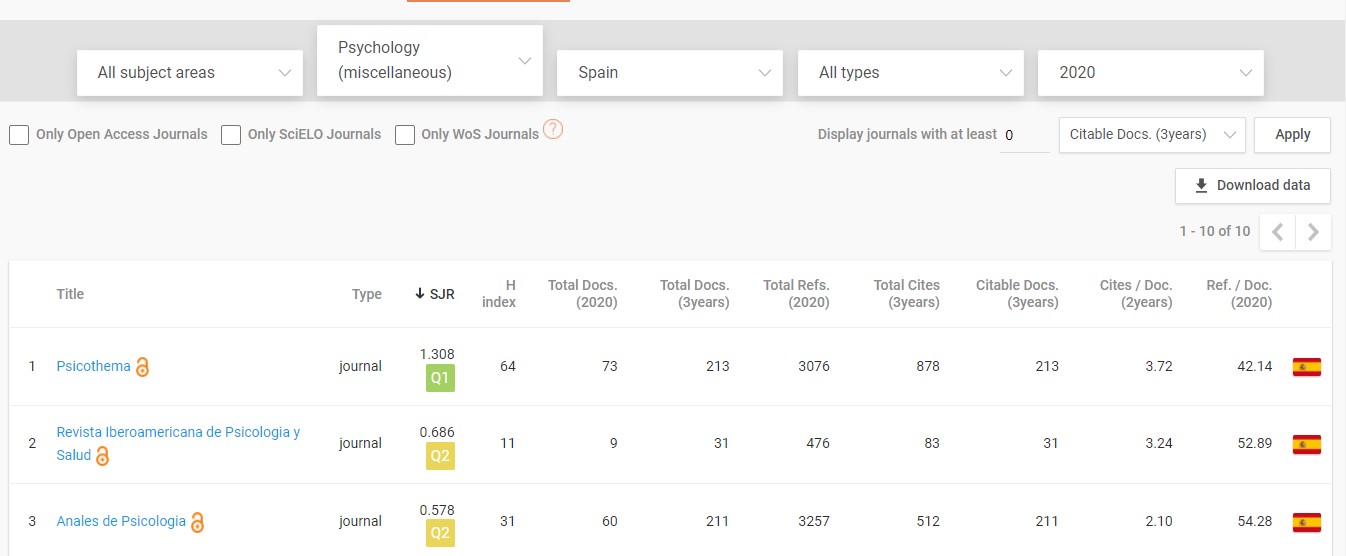 All subject areas
Psychology
(miscellaneous)
Spain
All types
2020
Only Open Access Journals
Only SciELO Journals
Only WoS Journals ?
Display journals with at least 0
Citable Docs. (3years)
Apply
Download data
1 - 10 of 10
Title Type SJR H index Total Docs. (2020) Total Docs. (3years) Total Refs. (2020) Total Cites (3years) Citable Docs. (3years) Cites / Doc. (2years) Ref. / Doc. (2020)
1 Psicothema journal 1.308 Q1 64 73 213 3076 878 213 3.72 42.14
2 Revista Iberoamericana de Psicologia y Salud journal 0.686 Q2 11 9 31 476 83 31 3.24 52.89
3 Anales de Psicologia journal 0.578 Q2 31 60 211 3257 512 211 2.10 54.28